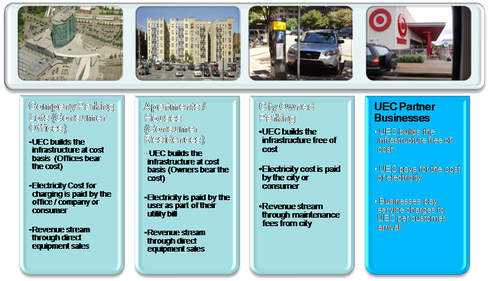 Company Parking
Lots(Consumer
Offices)
•UEC builds the
infrastructure at cost
basis (Offices bear
the cost)
•Electricity Cost for
charging is paid by the
office / company or
consumer
•Revenue stream
through direct
equipment sales
Apartments /
Houses
(Consumer
Residences)
•UEC builds the
infrastructure at cost
basis (Owners bear the
cost)
•Electricity is paid by the
user as part of their
utility bill
•Revenue stream
through direct
equipment sales
City Owned
Parking
•UEC builds the
infrastructure free of
cost
•Electricity cost is paid
by the city or
consumer
•Revenue stream
through maintenance
fees from city
UEC Partner
Businesses
•UEC builds the
infrastructure free of
cost
•UEC pays for the cost
of electricity
•Businesses pay
service charges to
UEC per customer
arrival